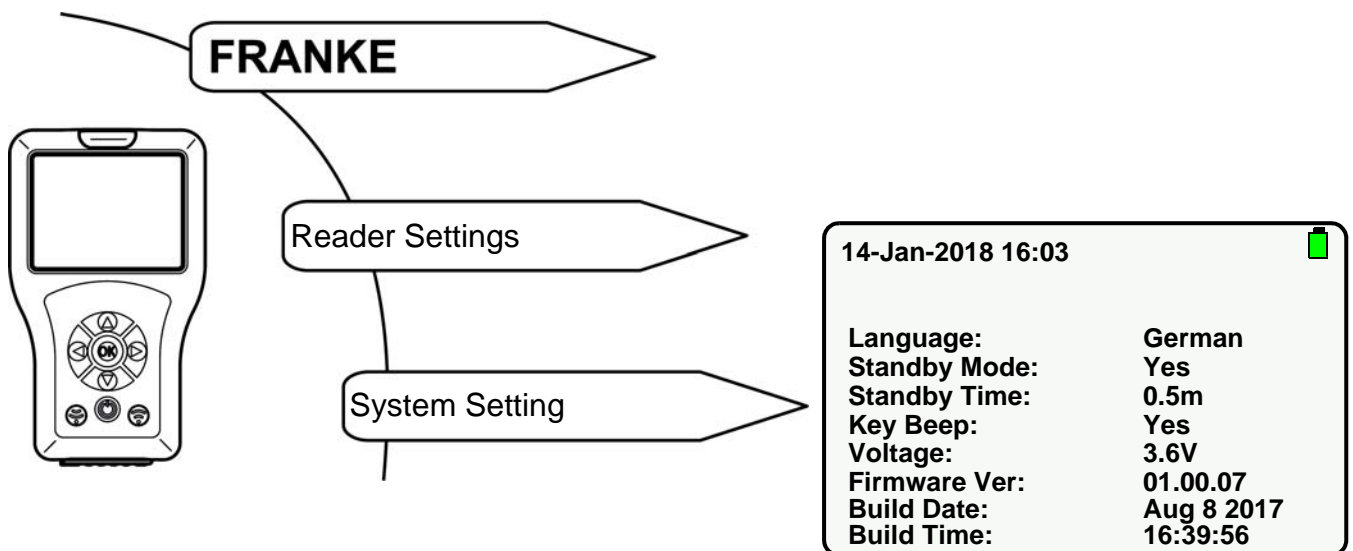 FRANKE
Reader Settings
System Setting
OK
14-Jan-2018 16:03
Language: German
Standby Mode: Yes
Standby Time: 0.5m
Key Beep: Yes
Voltage: 3.6V
Firmware Ver: 01.00.07
Build Date: Aug 8 2017
Build Time: 16:39:56